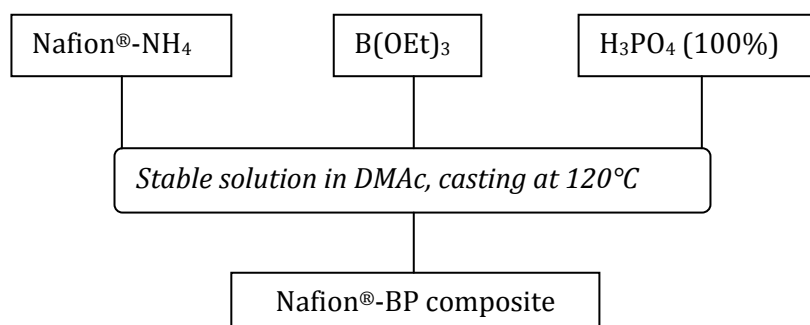 Nafion®-NH₄
B(OEt)₃
H₃PO₄ (100%)
Stable solution in DMAc, casting at 120°C
Nafion®-BP composite